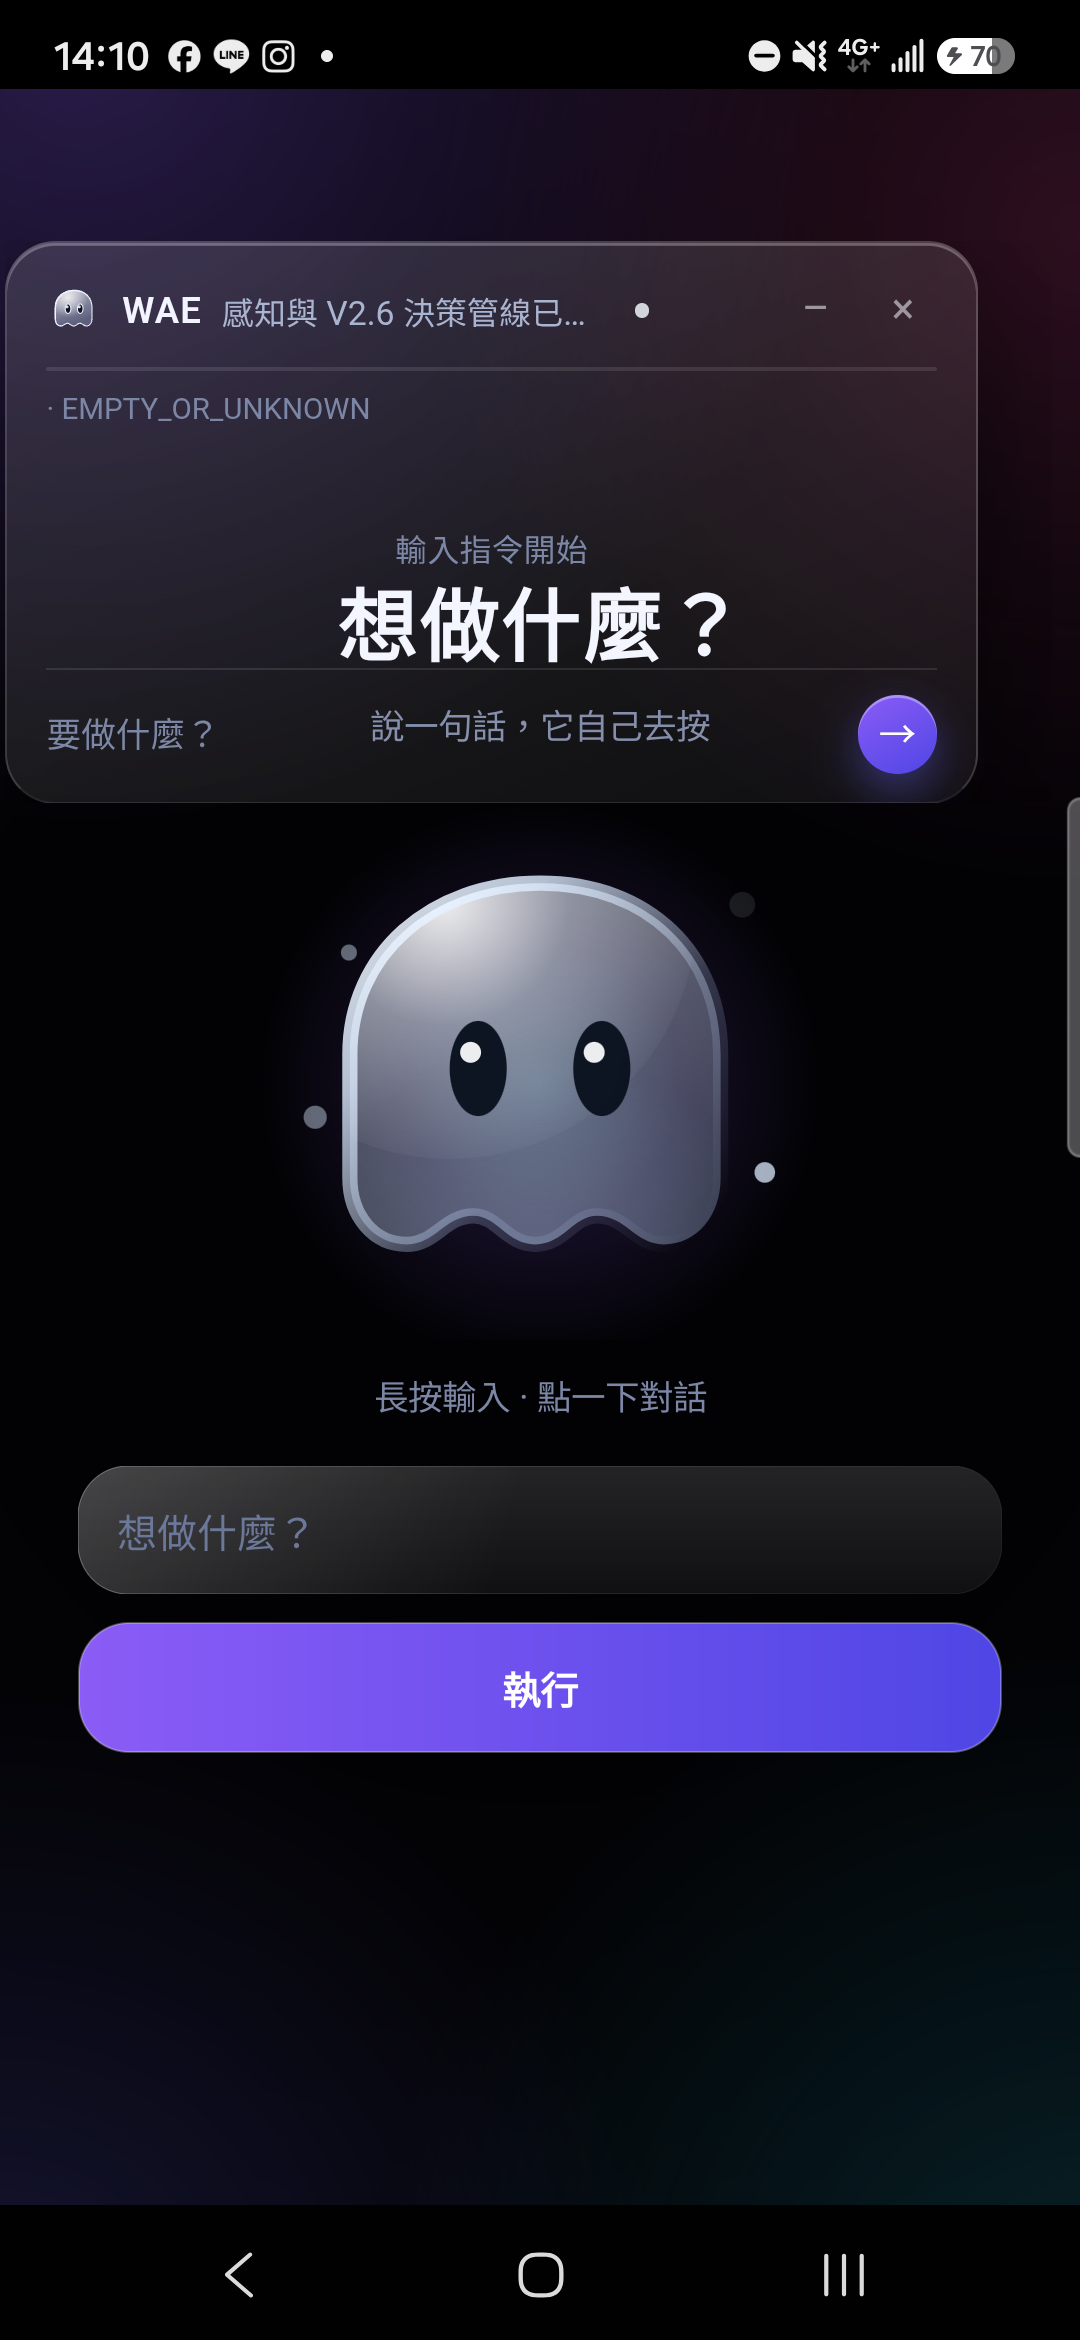 14:10 LINE 4G+ 70
WAE 感知與 V2.6 決策管線已...
· EMPTY_OR_UNKNOWN
輸入指令開始
想做什麼？
要做什麼？
說一句話，它自己去按
長按輸入 · 點一下對話
想做什麼？
執行